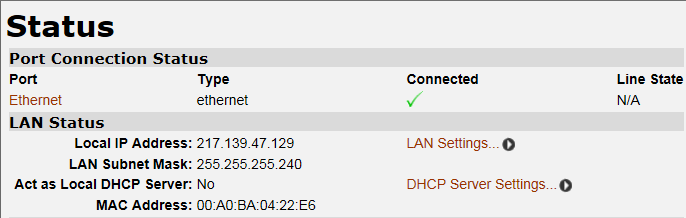 Status
Port Connection Status
Port Type Connected Line State
Ethernet ethernet N/A
LAN Status
Local IP Address: 217.139.47.129 LAN Settings...
LAN Subnet Mask: 255.255.255.240
Act as Local DHCP Server: No DHCP Server Settings...
MAC Address: 00:A0:BA:04:22:E6